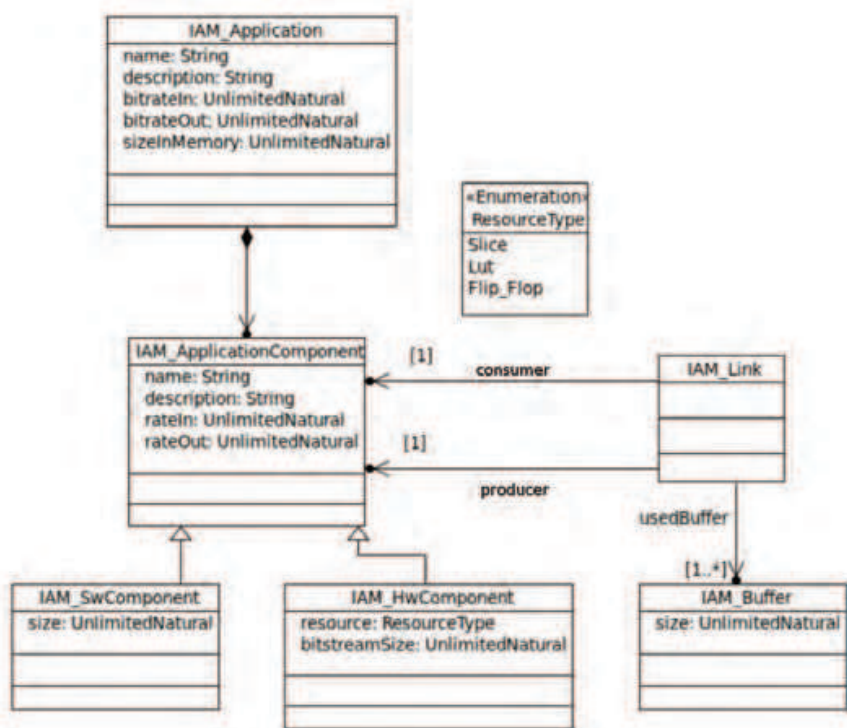 IAM_Application
name: String
description: String
bitrateIn: UnlimitedNatural
bitrateOut: UnlimitedNatural
sizeInMemory: UnlimitedNatural
«Enumeration»
ResourceType
Slice
Lut
Flip_Flop
IAM_ApplicationComponent
name: String
description: String
rateIn: UnlimitedNatural
rateOut: UnlimitedNatural
[1]
consumer
[1]
producer
IAM_Link
usedBuffer
[1..*]
IAM_SwComponent
size: UnlimitedNatural
IAM_HwComponent
resource: ResourceType
bitstreamSize: UnlimitedNatural
IAM_Buffer
size: UnlimitedNatural